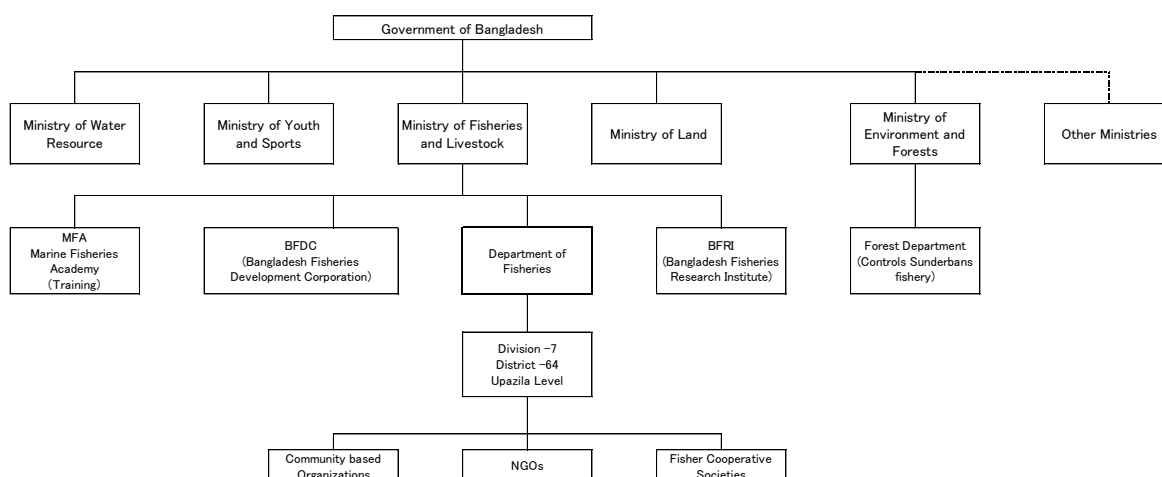 Government of Bangladesh
Ministry of Water
Resource
Ministry of Youth
and Sports
Ministry of Fisheries
and Livestock
Ministry of Land
Ministry of
Environment and
Forests
Other Ministries
MFA
Marine Fisheries
Academy
(Training)
BFDC
(Bangladesh Fisheries
Development Corporation)
Department of
Fisheries
BFRI
(Bangladesh Fisheries
Research Institute)
Forest Department
(Controls Sunderbans
fishery)
Division -7
District -64
Upazila Level
Community based
Organizations
NGOs
Fisher Cooperative
Societies